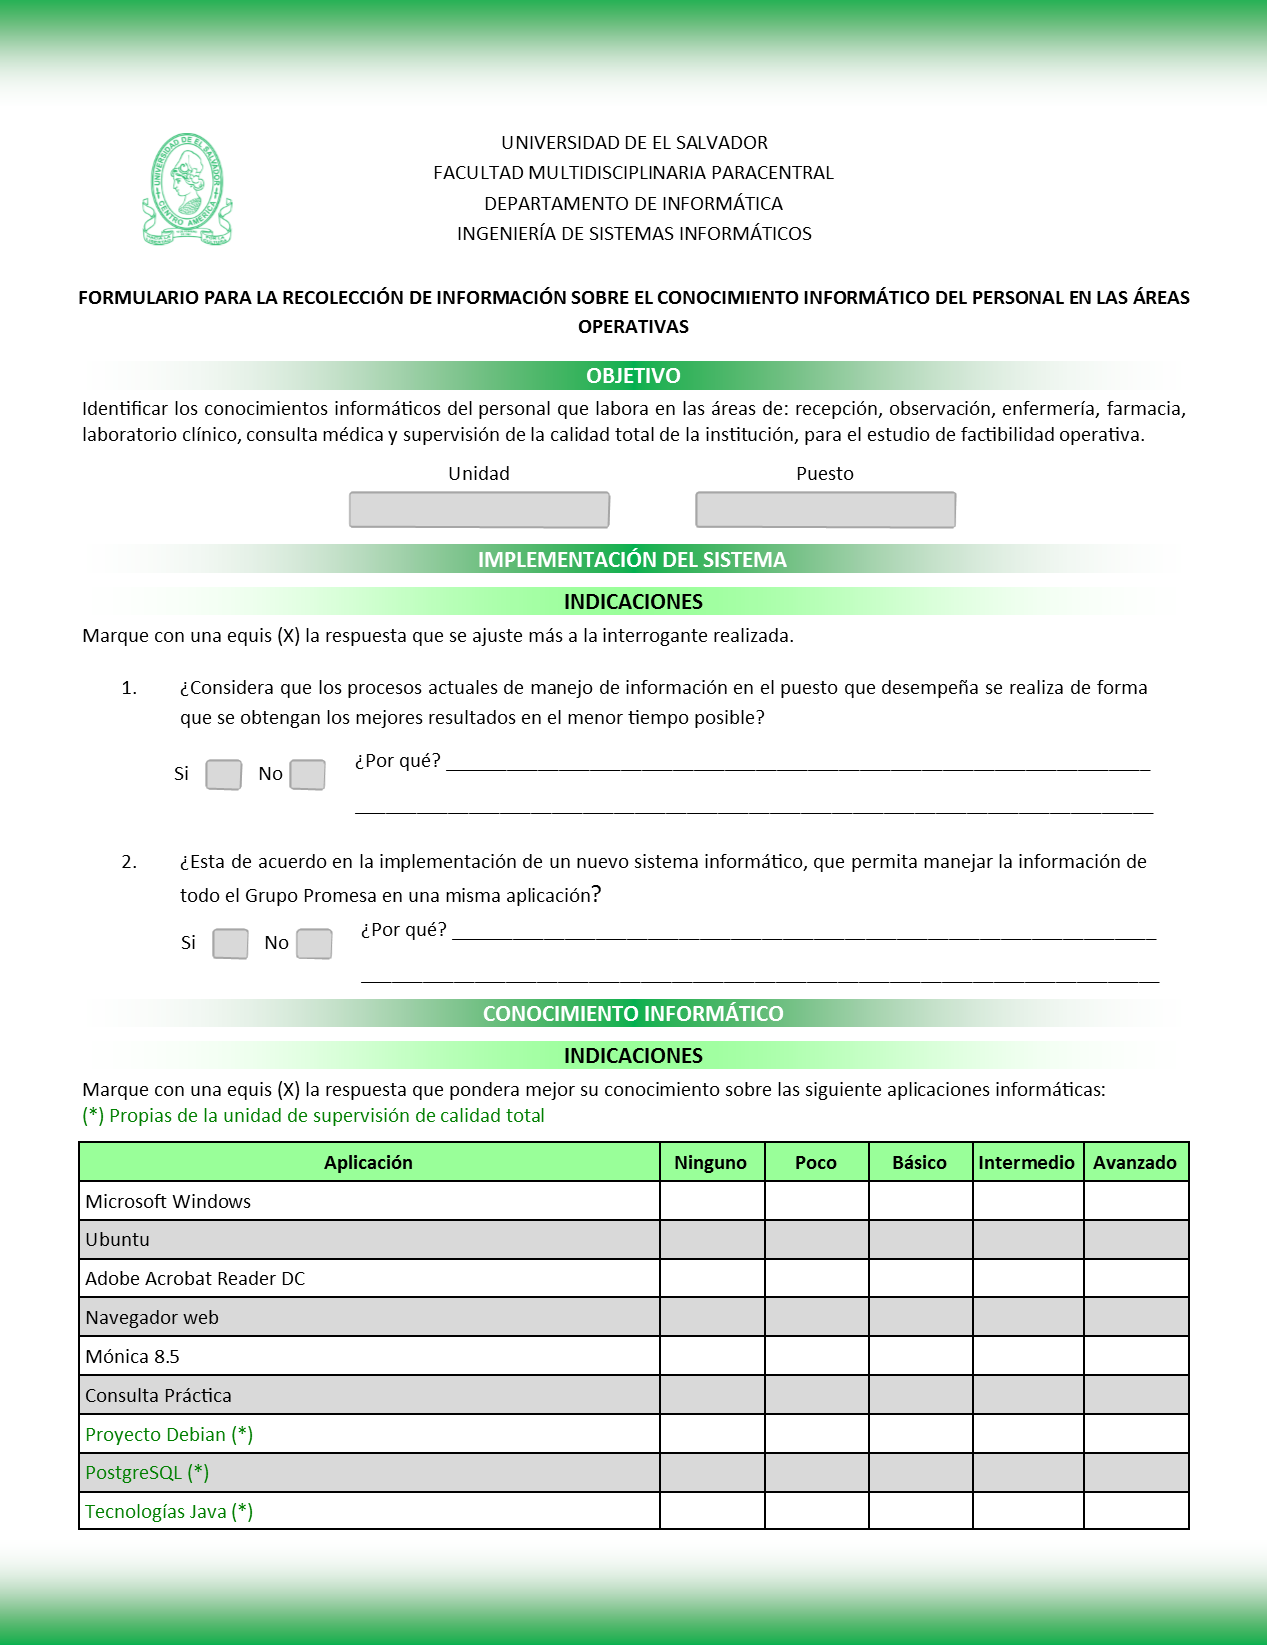 UNIVERSIDAD DE EL SALVADOR
FACULTAD MULTIDISCIPLINARIA PARACENTRAL
DEPARTAMENTO DE INFORMÁTICA
INGENIERÍA DE SISTEMAS INFORMÁTICOS
UNIVERSIDAD DE EL SALVADOR
CENTRO AMERICA
FORMULARIO PARA LA RECOLECCIÓN DE INFORMACIÓN SOBRE EL CONOCIMIENTO INFORMÁTICO DEL PERSONAL EN LAS ÁREAS
OPERATIVAS
OBJETIVO
Identificar los conocimientos informáticos del personal que labora en las áreas de: recepción, observación, enfermería, farmacia,
laboratorio clínico, consulta médica y supervisión de la calidad total de la institución, para el estudio de factibilidad operativa.
Unidad Puesto
IMPLEMENTACIÓN DEL SISTEMA
INDICACIONES
Marque con una equis (X) la respuesta que se ajuste más a la interrogante realizada.
1. ¿Considera que los procesos actuales de manejo de información en el puesto que desempeña se realiza de forma
que se obtengan los mejores resultados en el menor tiempo posible?
Si No ¿Por qué?
2. ¿Esta de acuerdo en la implementación de un nuevo sistema informático, que permita manejar la información de
todo el Grupo Promesa en una misma aplicación?
Si No ¿Por qué?
CONOCIMIENTO INFORMÁTICO
INDICACIONES
Marque con una equis (X) la respuesta que pondera mejor su conocimiento sobre las siguiente aplicaciones informáticas:
(*) Propias de la unidad de supervisión de calidad total
Aplicación Ninguno Poco Básico Intermedio Avanzado
Microsoft Windows
Ubuntu
Adobe Acrobat Reader DC
Navegador web
Mónica 8.5
Consulta Práctica
Proyecto Debian (*)
PostgreSQL (*)
Tecnologías Java (*)